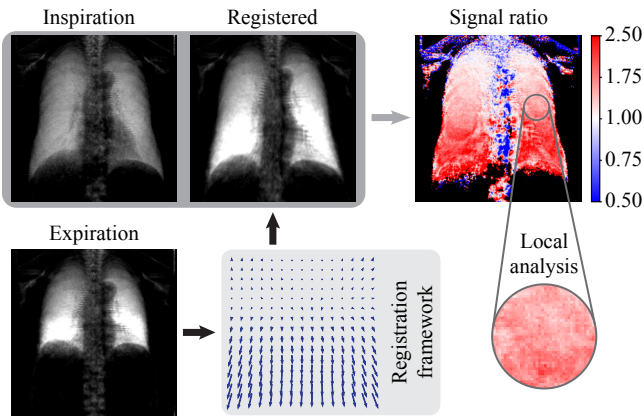 Inspiration
Registered
Signal ratio
2.50
1.75
1.00
0.75
0.50
Expiration
Registration
framework
Local
analysis